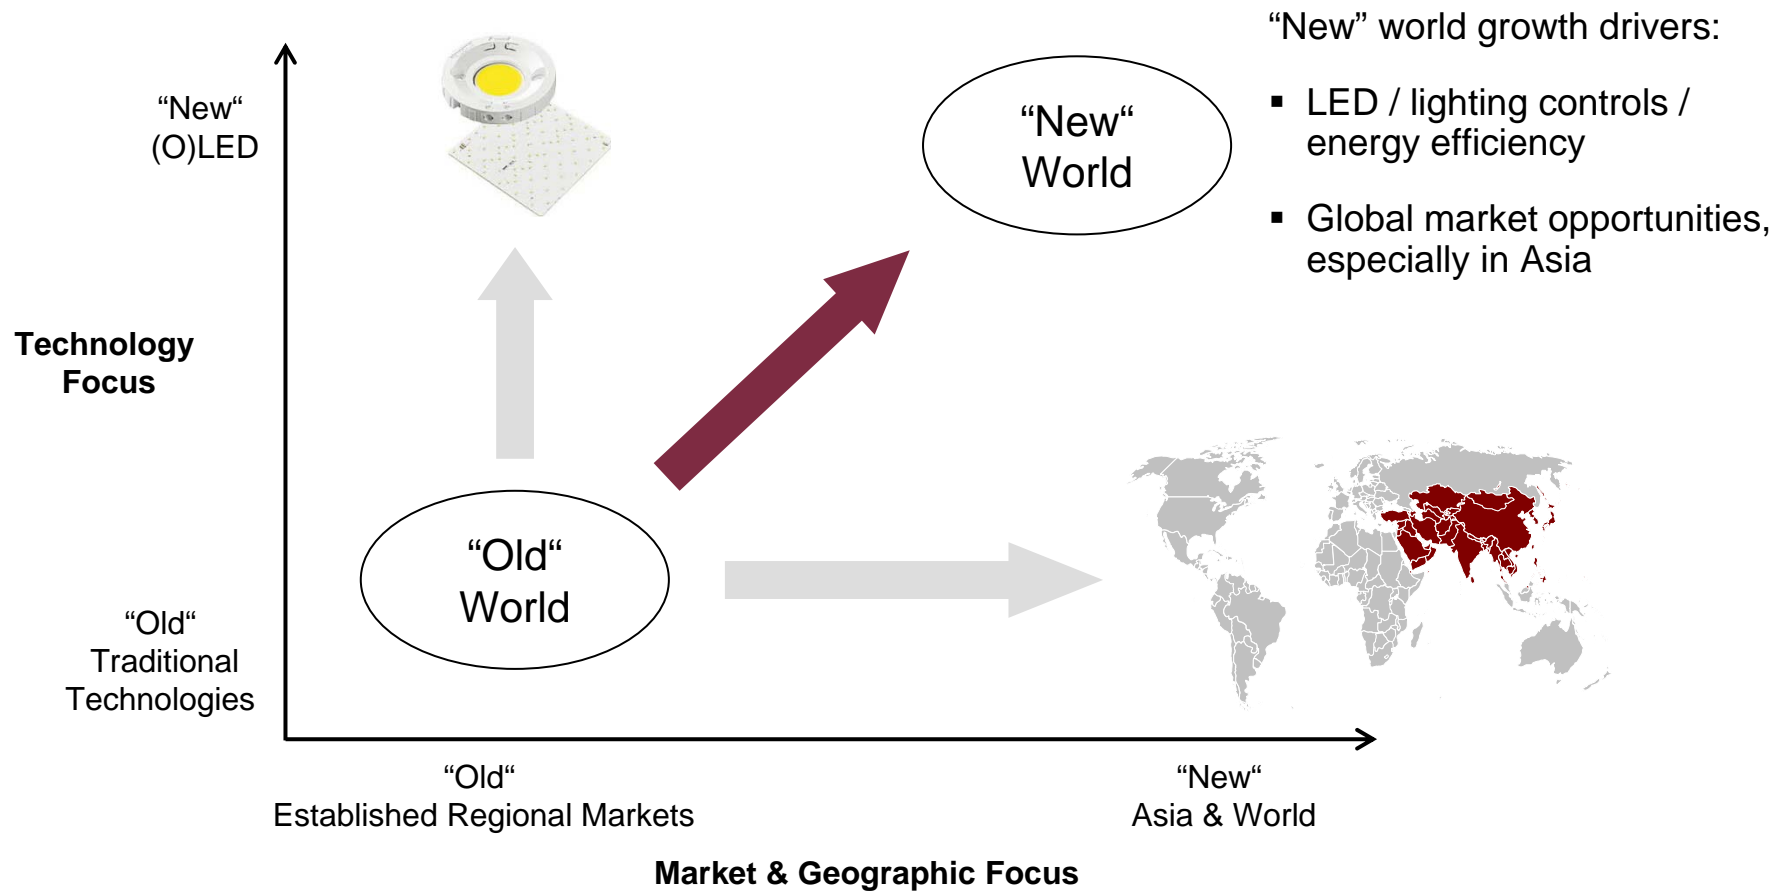 “New” world growth drivers:
▪ LED / lighting controls /
energy efficiency
▪ Global market opportunities,
especially in Asia
“New“
(O)LED
“New“
World
Technology
Focus
“Old“
World
“Old“
Traditional
Technologies
“Old“
Established Regional Markets
“New“
Asia & World
Market & Geographic Focus